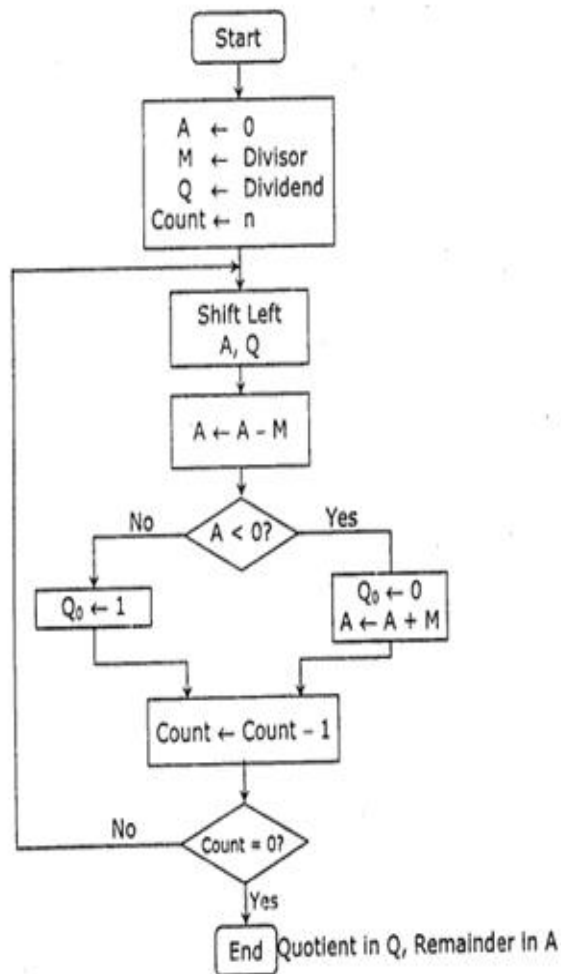 Start
A ← 0
M ← Divisor
Q ← Dividend
Count ← n
Shift Left
A, Q
A ← A – M
A < 0?
No
Yes
Q₀ ← 1
Q₀ ← 0
A ← A + M
Count ← Count – 1
Count = 0?
No
Yes
End
Quotient in Q, Remainder in A